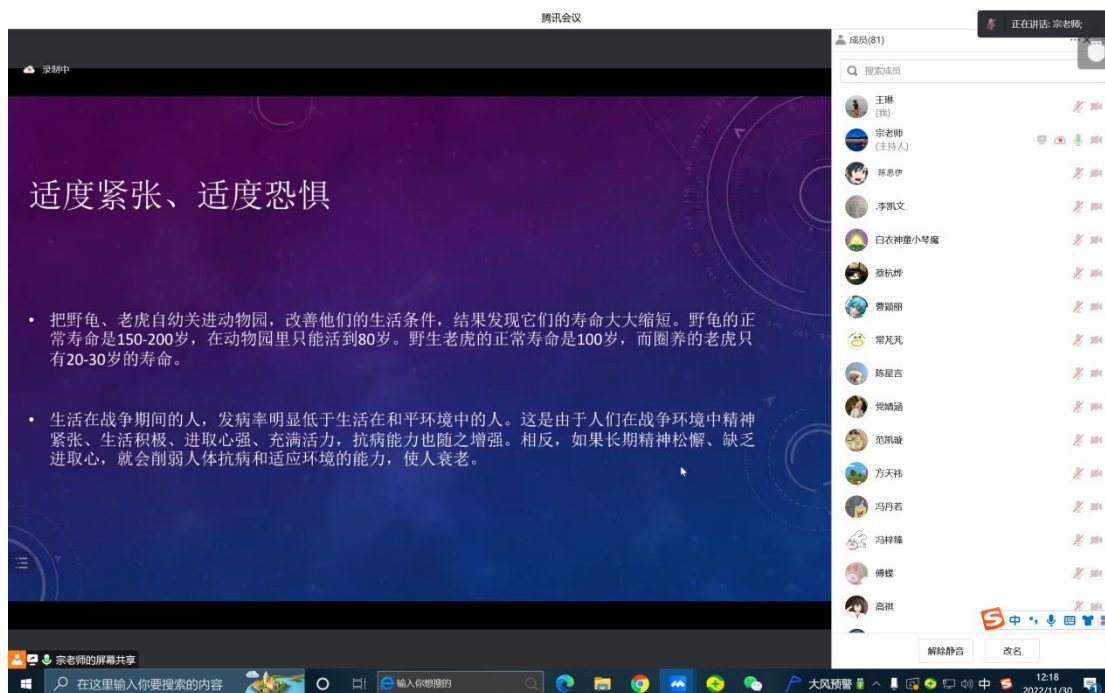 腾讯会议
正在讲话: 宗老师;
成员(81)
录制中
搜索成员
适度紧张、适度恐惧
• 把野龟、老虎自幼关进动物园，改善他们的生活条件，结果发现它们的寿命大大缩短。野龟的正
常寿命是150-200岁，在动物园里只能活到80岁。野生老虎的正常寿命是100岁，而圈养的老虎只
有20-30岁的寿命。
• 生活在战争期间的人，发病率明显低于生活在和平环境中的人。这是由于人们在战争环境中精神
紧张、生活积极、进取心强、充满活力，抗病能力也随之增强。相反，如果长期精神松懈、缺乏
进取心，就会削弱人体抗病和适应环境的能力，使人衰老。
王琳
(我)
宗老师
(主持人)
陈思伊
.李凯文
白衣神童小琴魔
蔡杭烨
曹颖丽
常芃芃
陈星言
党婧涵
范凯璇
方天祎
冯丹若
冯梓臻
傅蝶
高祺
中
解除静音
改名
宗老师的屏幕共享
在这里输入你要搜索的内容
输入你想搜的
大风预警
中
12:18
2022/11/30